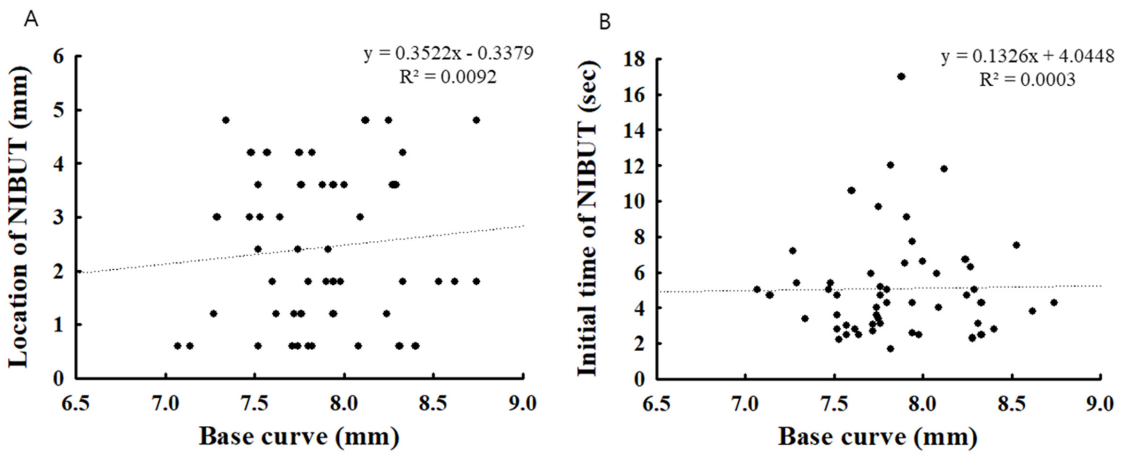 A
y = 0.3522x - 0.3379
R² = 0.0092
Location of NIBUT (mm)
6
5
4
3
2
1
0
6.5 7.0 7.5 8.0 8.5 9.0
Base curve (mm)
B
y = 0.1326x + 4.0448
R² = 0.0003
Initial time of NIBUT (sec)
18
16
14
12
10
8
6
4
2
0
6.5 7.0 7.5 8.0 8.5 9.0
Base curve (mm)